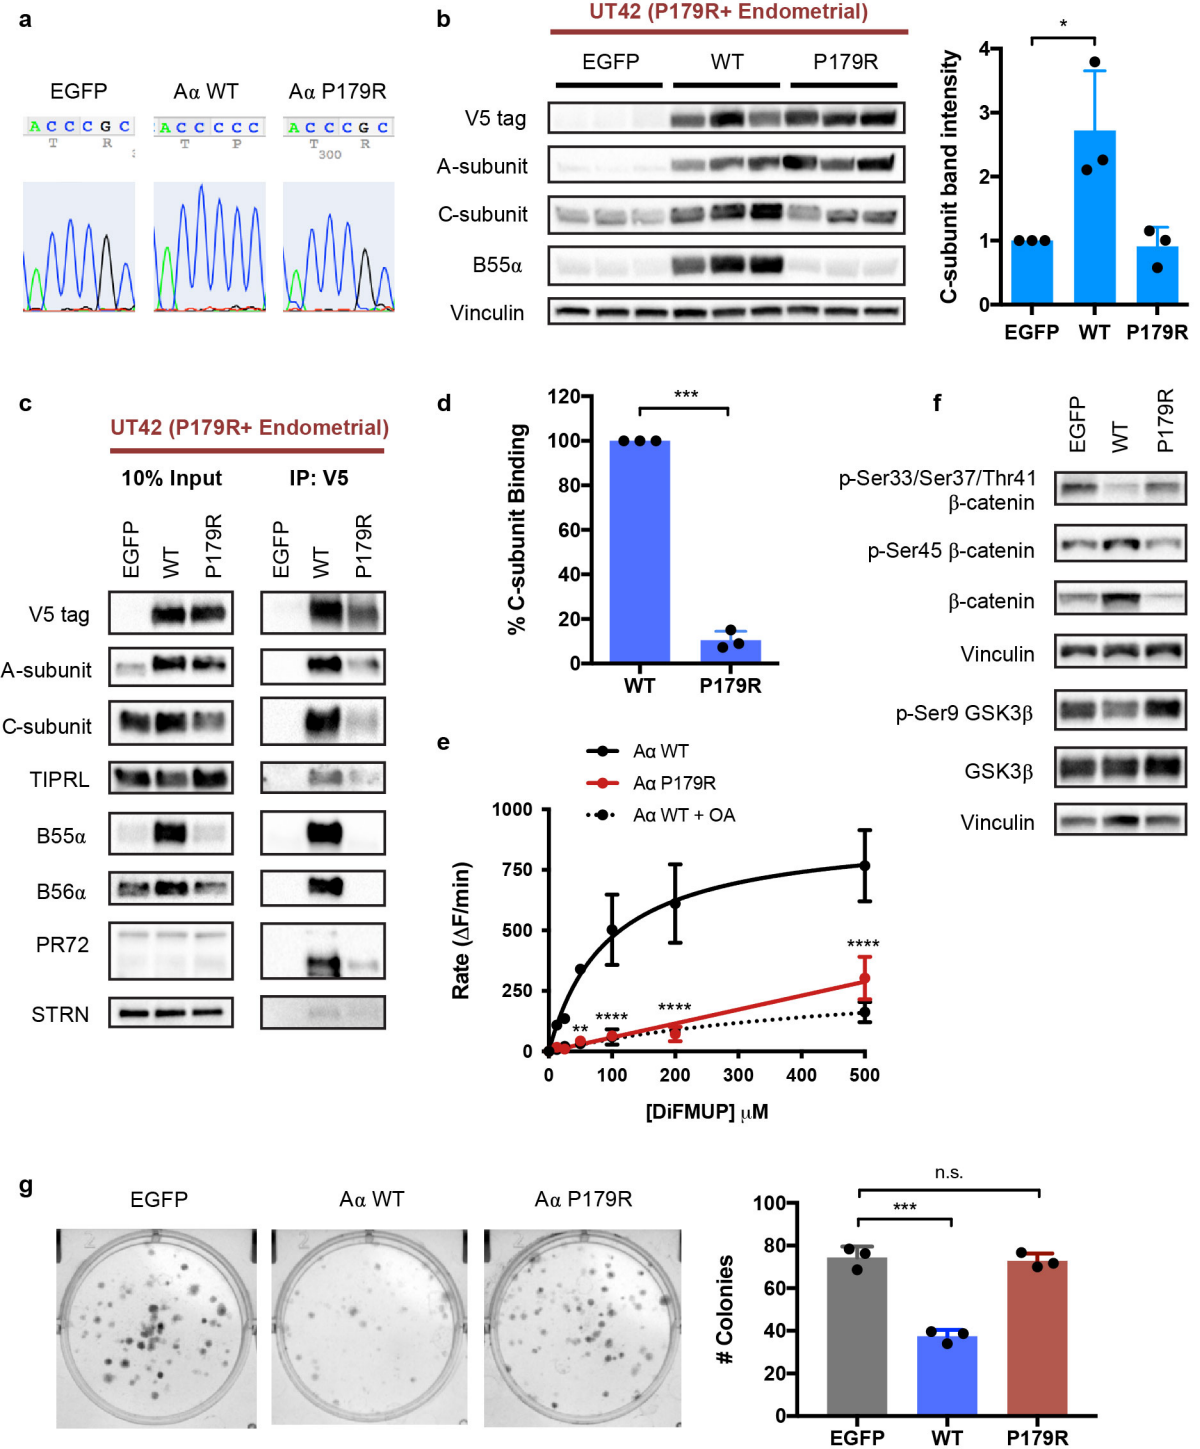 a
EGFP
Aα WT
Aα P179R
A C C C G C
A C C C C C
A C C C G C
T R
T P
T R
300
b
UT42 (P179R+ Endometrial)
EGFP WT P179R
V5 tag
A-subunit
C-subunit
B55α
Vinculin
C-subunit band intensity
4
3
2
1
0
*
EGFP WT P179R
c
UT42 (P179R+ Endometrial)
10% Input IP: V5
EGFP WT P179R EGFP WT P179R
V5 tag
A-subunit
C-subunit
TIPRL
B55α
B56α
PR72
STRN
d
% C-subunit Binding
120
100
80
60
40
20
0
***
WT P179R
e
Aα WT
Aα P179R
Aα WT + OA
Rate (ΔF/min)
1000
750
500
250
0
** **** **** ****
0 100 200 300 400 500
[DiFMUP] μM
f
EGFP WT P179R
p-Ser33/Ser37/Thr41
β-catenin
p-Ser45 β-catenin
β-catenin
Vinculin
p-Ser9 GSK3β
GSK3β
Vinculin
g
EGFP
Aα WT
Aα P179R
2
2
# Colonies
100
80
60
40
20
0
n.s.
***
EGFP WT P179R